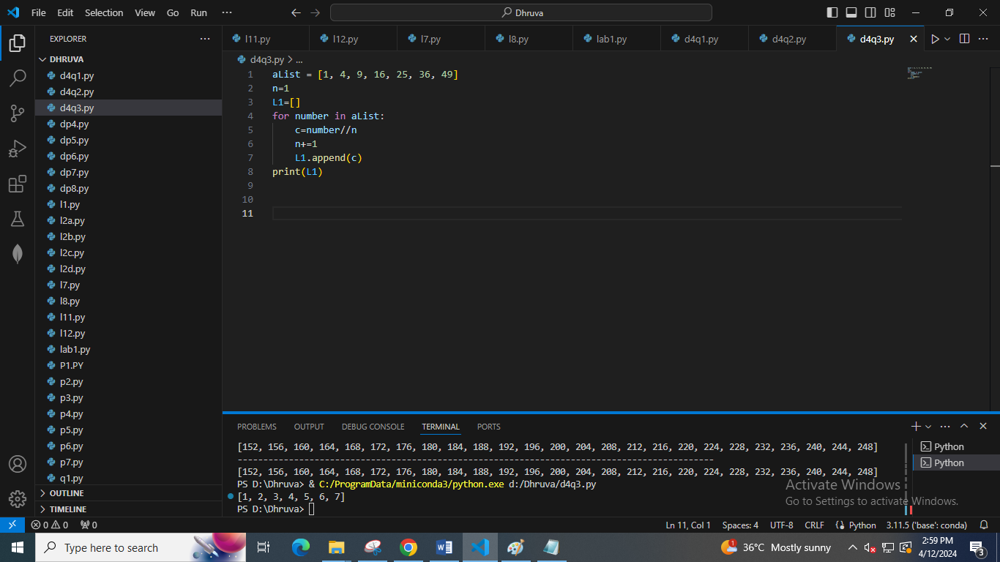 File Edit Selection View Go Run ··· Dhruva
EXPLORER ···
l11.py l12.py l7.py l8.py lab1.py d4q1.py d4q2.py d4q3.py ···
DHRUVA
d4q1.py
d4q2.py
d4q3.py
dp4.py
dp5.py
dp6.py
dp7.py
dp8.py
l1.py
l2a.py
l2b.py
l2c.py
l2d.py
l7.py
l8.py
l11.py
l12.py
lab1.py
P1.PY
p2.py
p3.py
p4.py
p5.py
p6.py
p7.py
q1.py
OUTLINE
TIMELINE
d4q3.py > ...
1 aList = [1, 4, 9, 16, 25, 36, 49]
2 n=1
3 L1=[]
4 for number in aList:
5 c=number//n
6 n+=1
7 L1.append(c)
8 print(L1)
9
10
11
PROBLEMS OUTPUT DEBUG CONSOLE TERMINAL PORTS ···
[152, 156, 160, 164, 168, 172, 176, 180, 184, 188, 192, 196, 200, 204, 208, 212, 216, 220, 224, 228, 232, 236, 240, 244, 248]
-------------------------------------------------------------------------------------
[152, 156, 160, 164, 168, 172, 176, 180, 184, 188, 192, 196, 200, 204, 208, 212, 216, 220, 224, 228, 232, 236, 240, 244, 248]
PS D:\Dhruva> & C:/ProgramData/miniconda3/python.exe d:/Dhruva/d4q3.py
[1, 2, 3, 4, 5, 6, 7]
PS D:\Dhruva>
Python
Python
Activate Windows
Go to Settings to activate Windows.
0 0 0 Ln 11, Col 1 Spaces: 4 UTF-8 CRLF Python 3.11.5 ('base': conda)
Type here to search 36°C Mostly sunny
2:59 PM
4/12/2024
3